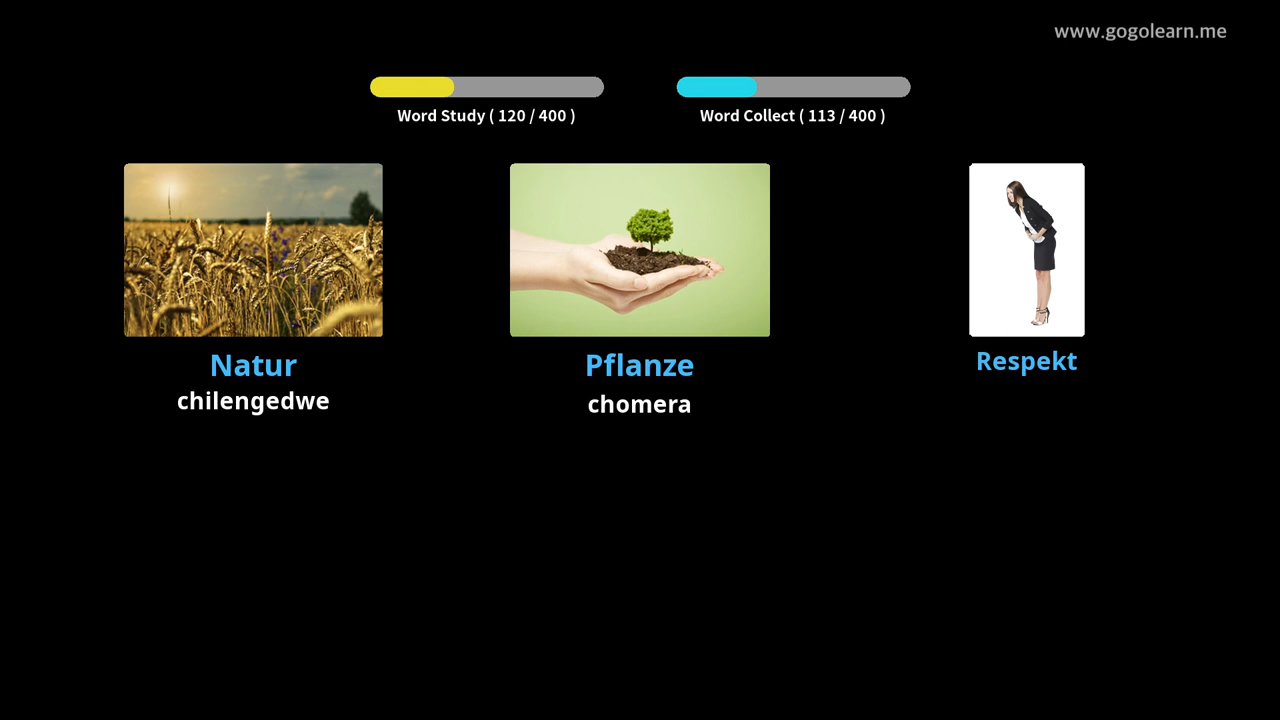 www.gogolearn.me
Word Study ( 120 / 400 )
Word Collect ( 113 / 400 )
Natur
chilengedwe
Pflanze
chomera
Respekt